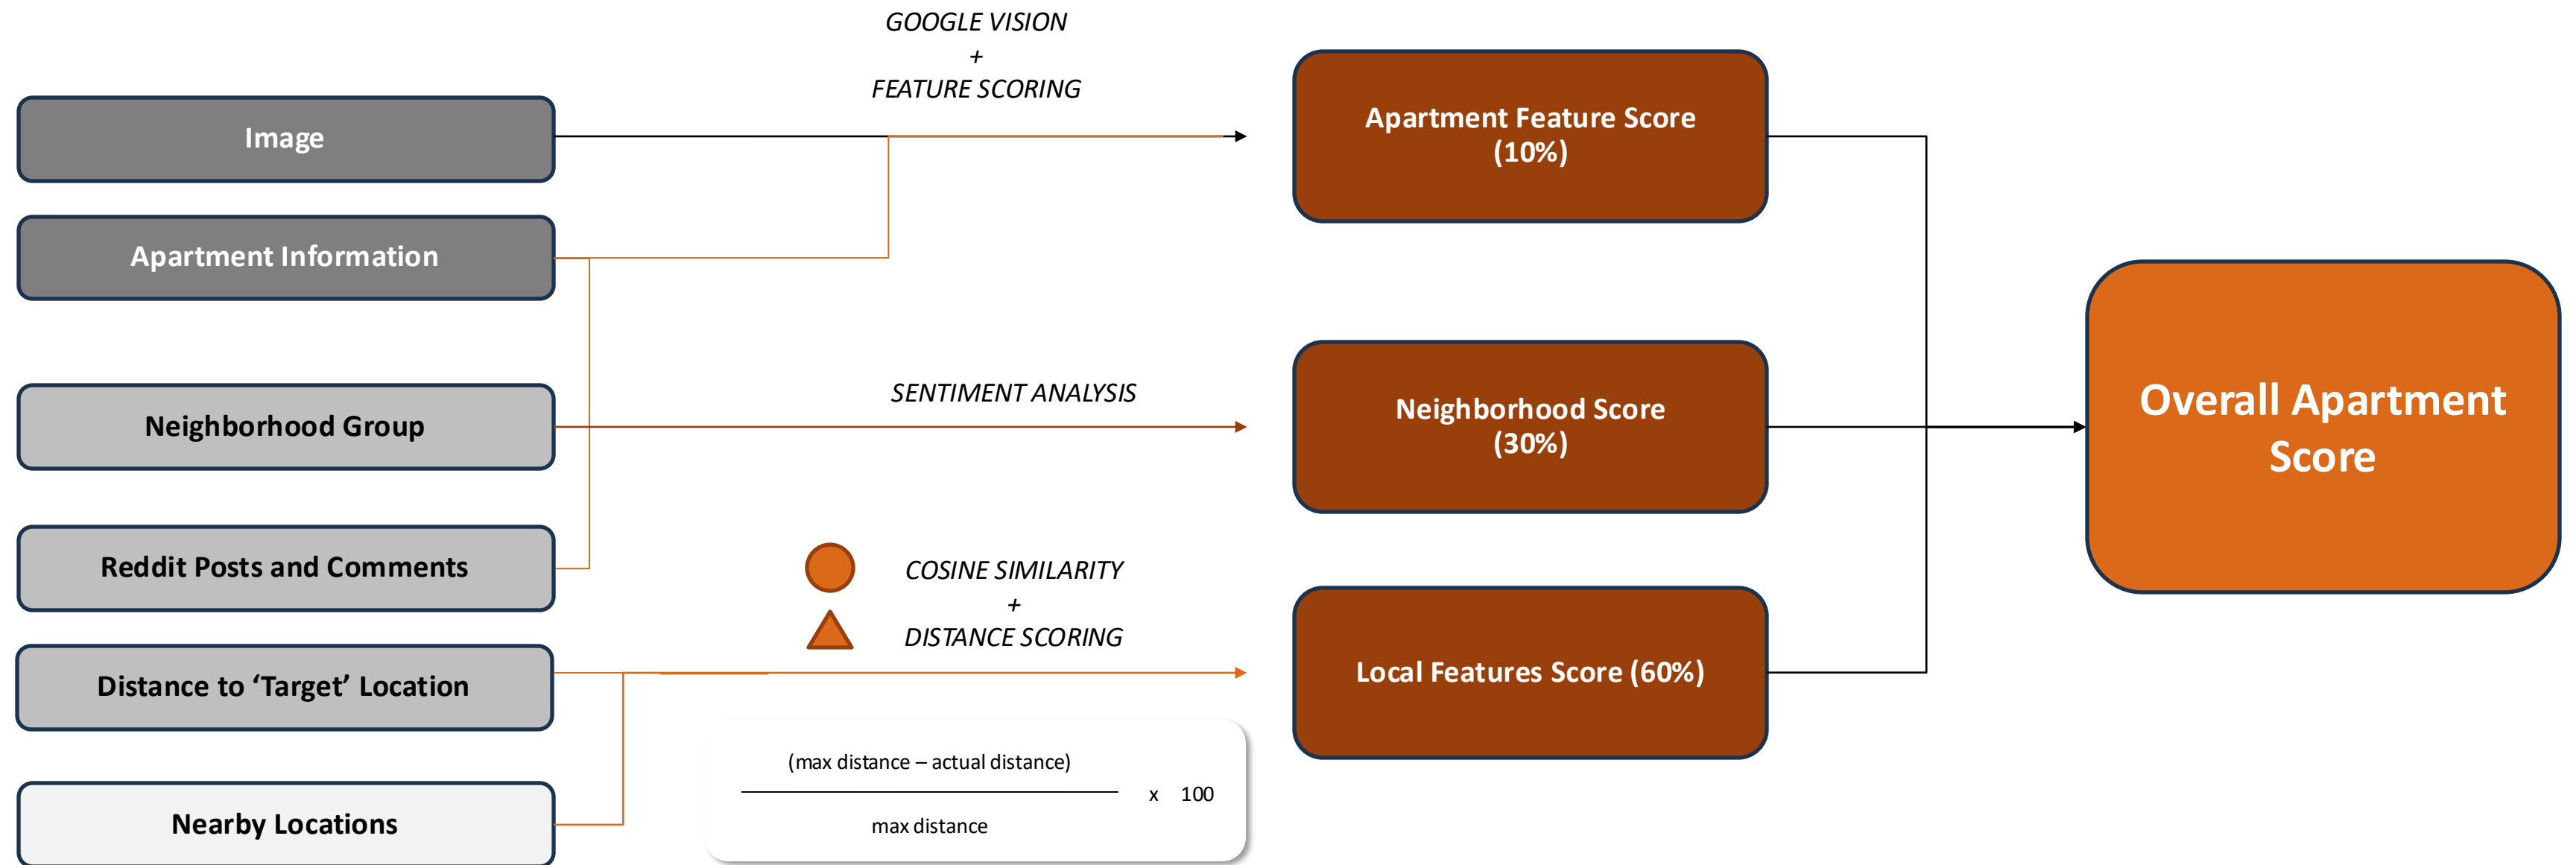 GOOGLE VISION
+
FEATURE SCORING
Image
Apartment Feature Score
(10%)
Apartment Information
Neighborhood Group
SENTIMENT ANALYSIS
Neighborhood Score
(30%)
Overall Apartment
Score
Reddit Posts and Comments
COSINE SIMILARITY
+
DISTANCE SCORING
Distance to ‘Target’ Location
Local Features Score (60%)
(max distance – actual distance)
x 100
max distance
Nearby Locations